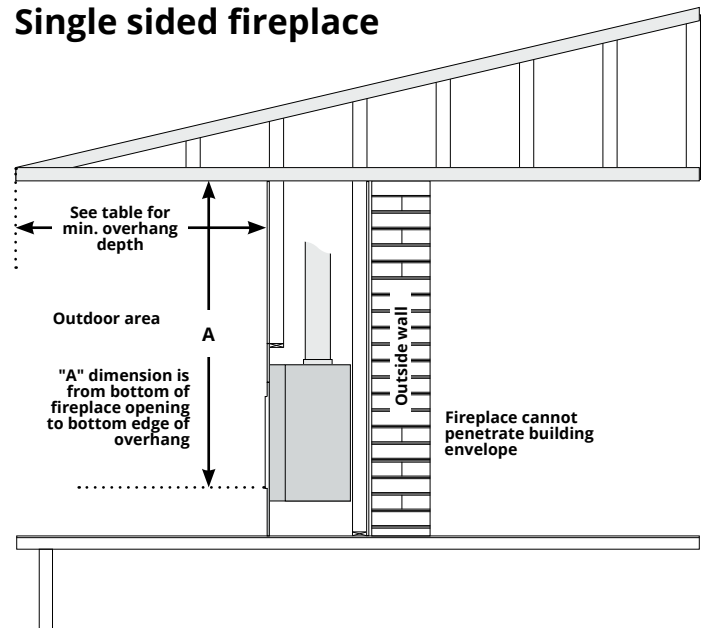 Single sided fireplace
See table for
min. overhang
depth
Outdoor area
A
"A" dimension is
from bottom of
fireplace opening
to bottom edge of
overhang
Outside wall
Fireplace cannot
penetrate building
envelope